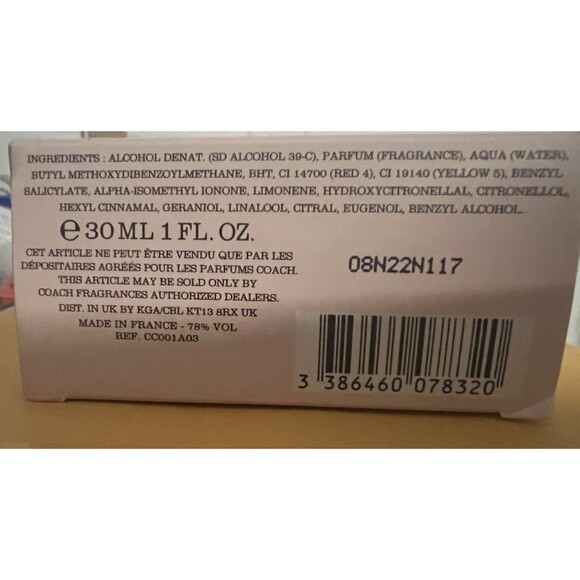 INGREDIENTS : ALCOHOL DENAT. (SD ALCOHOL 39-C), PARFUM (FRAGRANCE), AQUA (WATER),
BUTYL METHOXYDIBENZOYLMETHANE, BHT, CI 14700 (RED 4), CI 19140 (YELLOW 5), BENZYL
SALICYLATE, ALPHA-ISOMETHYL IONONE, LIMONENE, HYDROXYCITRONELLAL, CITRONELLOL,
HEXYL CINNAMAL, GERANIOL, LINALOOL, CITRAL, EUGENOL, BENZYL ALCOHOL.
℮ 30 ML 1 FL. OZ.
CET ARTICLE NE PEUT ÊTRE VENDU QUE PAR LES
DÉPOSITAIRES AGRÉÉS POUR LES PARFUMS COACH.
THIS ARTICLE MAY BE SOLD ONLY BY
COACH FRAGRANCES AUTHORIZED DEALERS.
DIST. IN UK BY KGA/CBL KT13 8RX UK
MADE IN FRANCE - 78% VOL
REF. CC001A03
08N22N117
3 386460 078320